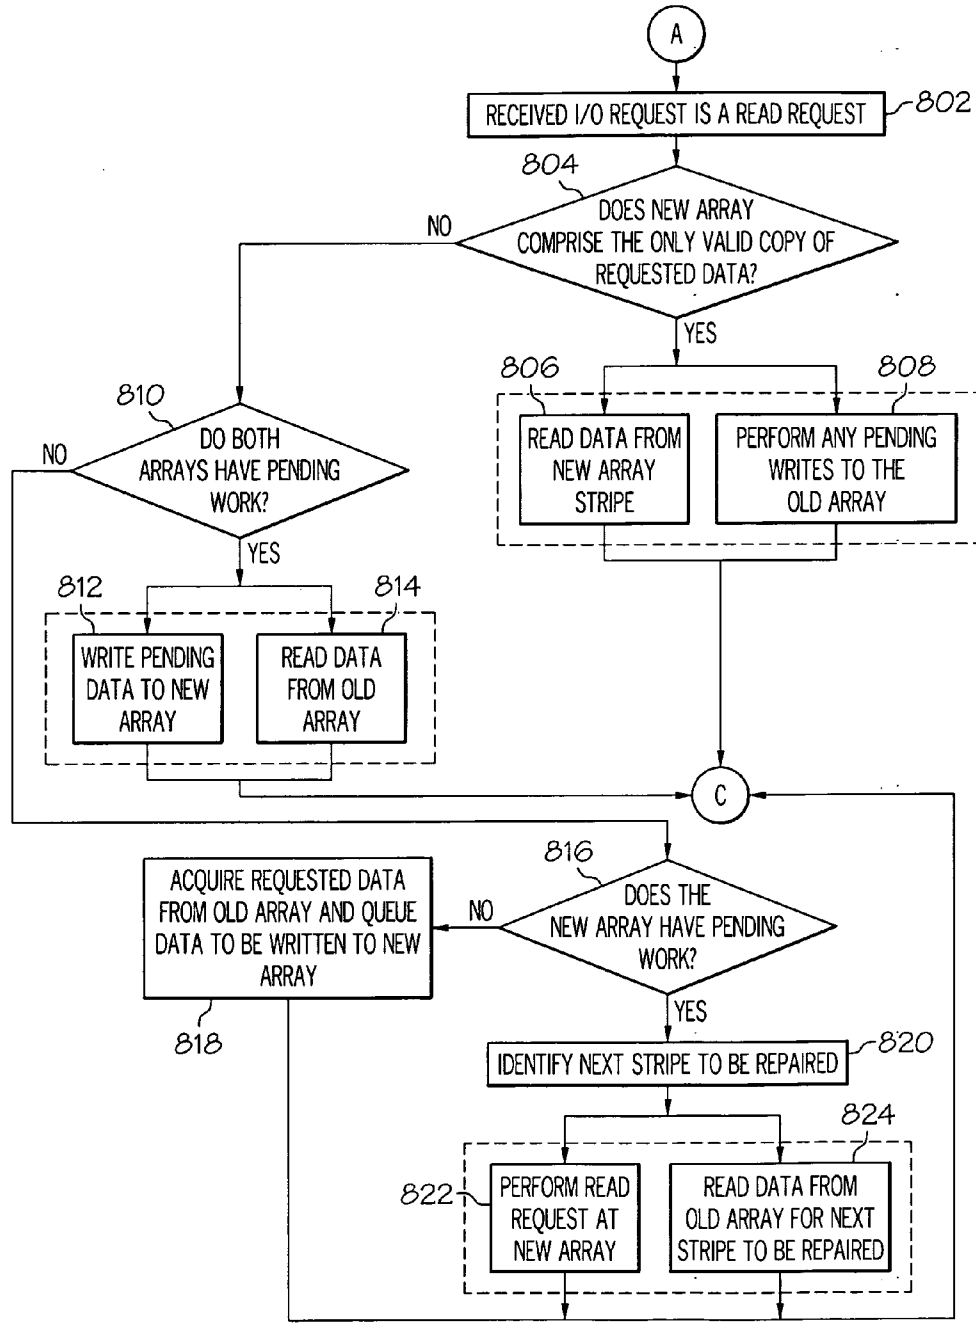 A
RECEIVED I/O REQUEST IS A READ REQUEST
802
804
DOES NEW ARRAY
COMPRISE THE ONLY VALID COPY OF
REQUESTED DATA?
NO
YES
806
808
READ DATA FROM
NEW ARRAY
STRIPE
PERFORM ANY PENDING
WRITES TO THE
OLD ARRAY
810
DO BOTH
ARRAYS HAVE PENDING
WORK?
NO
YES
812
814
WRITE PENDING
DATA TO NEW
ARRAY
READ DATA
FROM OLD
ARRAY
C
816
DOES THE
NEW ARRAY HAVE PENDING
WORK?
NO
YES
ACQUIRE REQUESTED DATA
FROM OLD ARRAY AND QUEUE
DATA TO BE WRITTEN TO NEW
ARRAY
818
IDENTIFY NEXT STRIPE TO BE REPAIRED
820
822
824
PERFORM READ
REQUEST AT
NEW ARRAY
READ DATA FROM
OLD ARRAY FOR NEXT
STRIPE TO BE REPAIRED